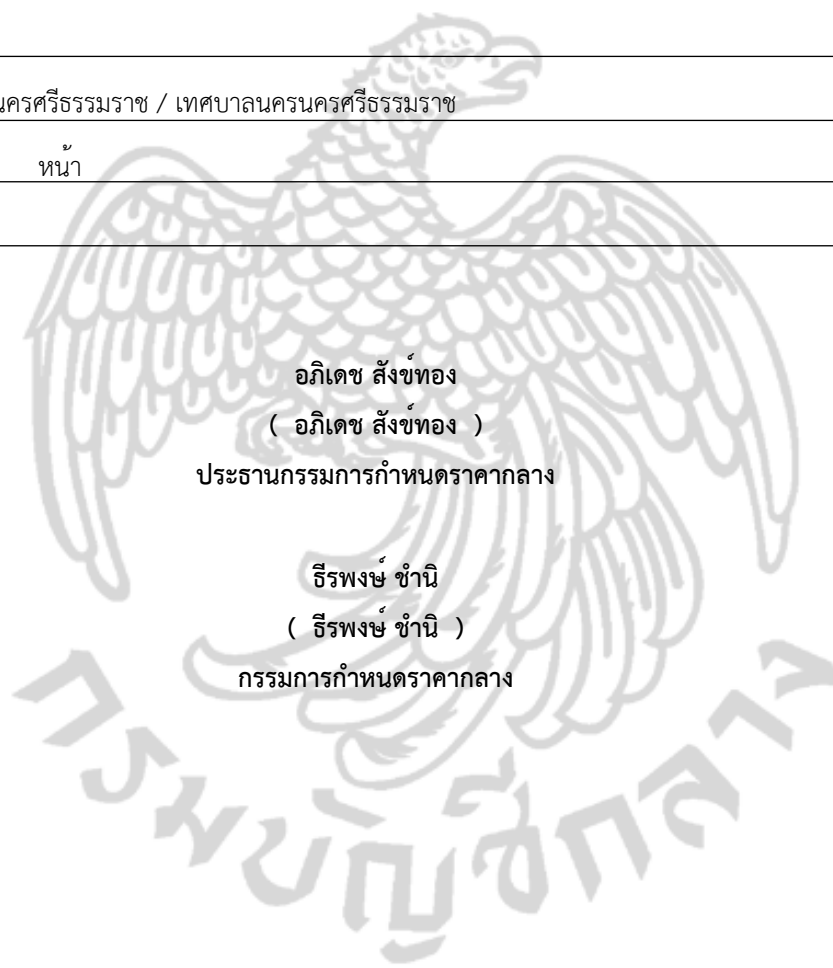 นครศรีธรรมราช / เทศบาลนครนครศรีธรรมราช
หน้า
อภิเดช สังข์ทอง
( อภิเดช สังข์ทอง )
ประธานกรรมการกำหนดราคากลาง
ธีรพงษ์ ชำนิ
( ธีรพงษ์ ชำนิ )
กรรมการกำหนดราคากลาง
กรมบัญชีกลาง